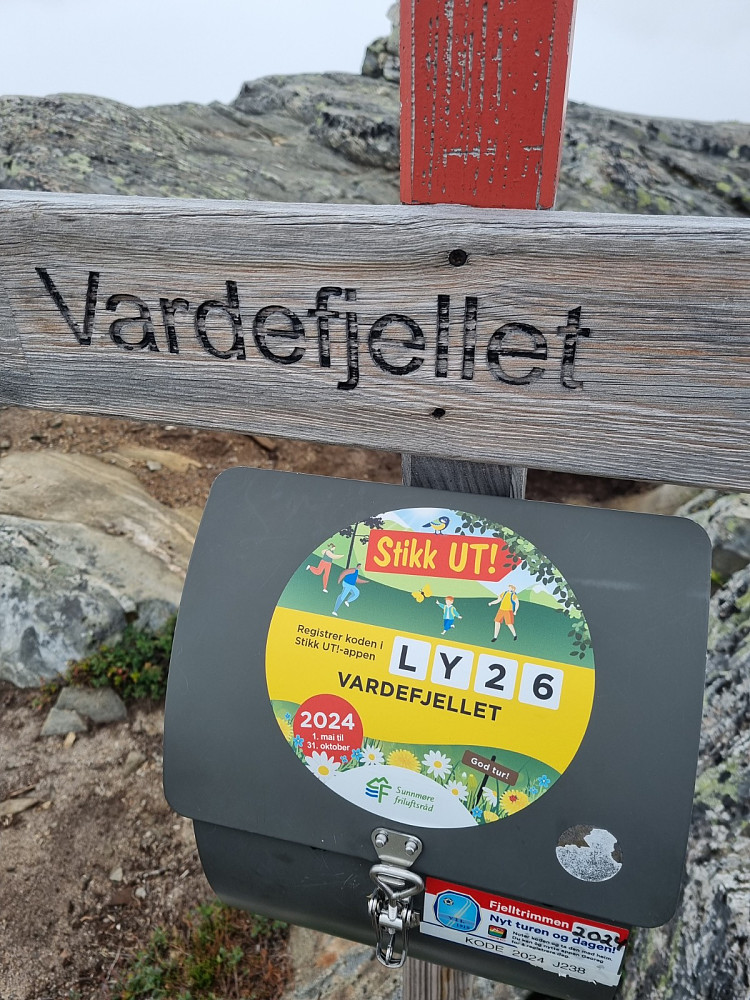 Vardefjellet
Stikk UT!
Registrer koden i
Stikk UT!-appen
LY26
VARDEFJELLET
2024
1. mai til
31. oktober
God tur!
Sunnmøre
friluftsråd
Fjelltrimmen 2024
Nyt turen og dagen!
KODE 2024 J238